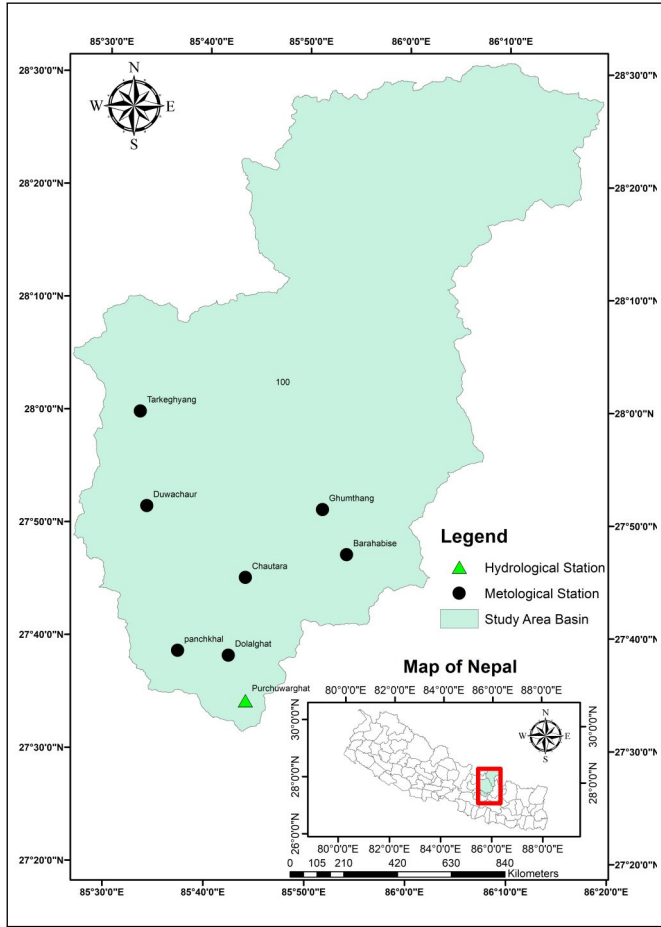 85°30'0"E 85°40'0"E 85°50'0"E 86°0'0"E 86°10'0"E
28°30'0"N
28°30'0"N
N
W E
S
28°20'0"N
28°20'0"N
28°10'0"N
28°10'0"N
100
Tarkeghyang
28°0'0"N
28°0'0"N
Duwachaur
Ghumthang
27°50'0"N
27°50'0"N
Barahabise
Chautara
Legend
Hydrological Station
Metological Station
Study Area Basin
27°40'0"N
27°40'0"N
panchkhal
Dolalghat
Purchuwarghat
Map of Nepal
80°0'0"E 82°0'0"E 84°0'0"E 86°0'0"E 88°0'0"E
30°0'0"N
30°0'0"N
N
W E
S
28°0'0"N
28°0'0"N
26°0'0"N
80°0'0"E 82°0'0"E 84°0'0"E 86°0'0"E 88°0'0"E
27°30'0"N
27°30'0"N
0 105 210 420 630 840
Kilometers
27°20'0"N
27°20'0"N
85°30'0"E 85°40'0"E 85°50'0"E 86°0'0"E 86°10'0"E 86°20'0"E